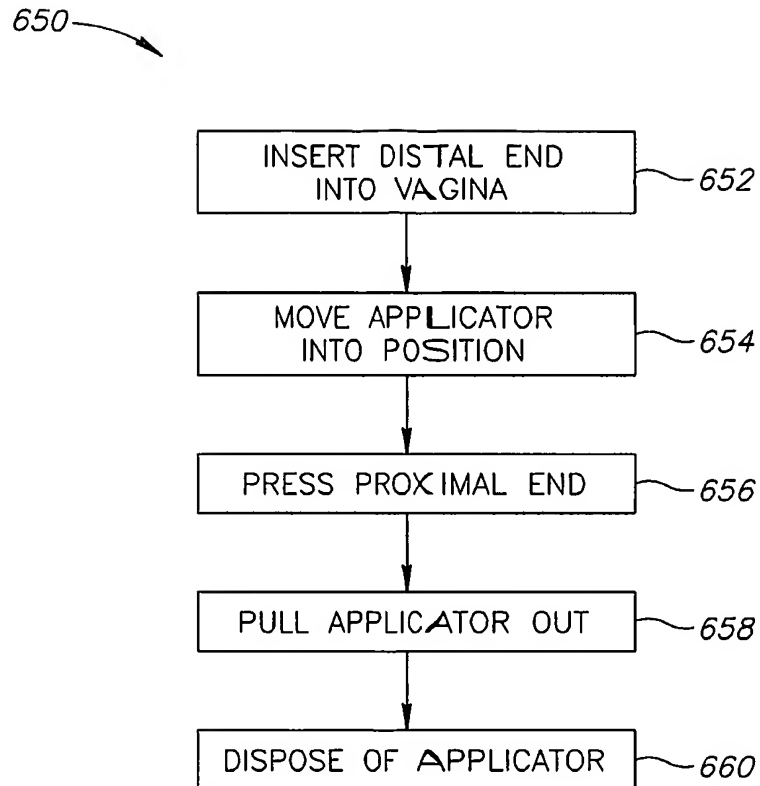 650
INSERT DISTAL END
INTO VAGINA
652
MOVE APPLICATOR
INTO POSITION
654
PRESS PROXIMAL END
656
PULL APPLICATOR OUT
658
DISPOSE OF APPLICATOR
660